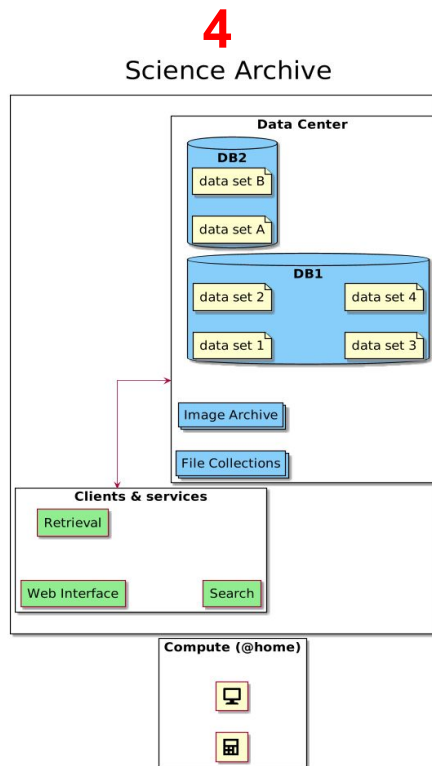 4
Science Archive
Data Center
DB2
data set B
data set A
DB1
data set 2
data set 4
data set 1
data set 3
Image Archive
File Collections
Clients & services
Retrieval
Web Interface
Search
Compute (@home)